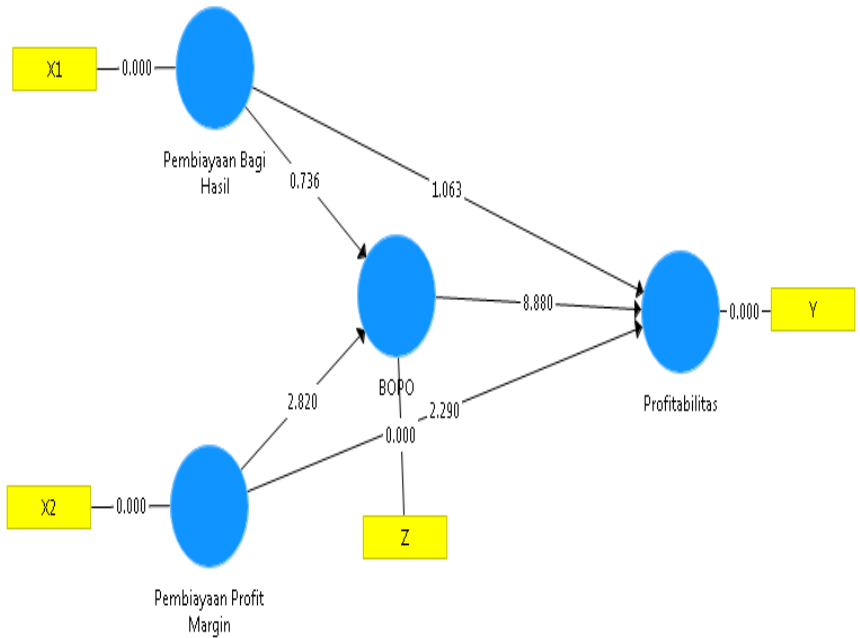 X1
0.000
Pembiayaan Bagi
Hasil
0.736
1.063
8.880
0.000
Y
BOPO
Profitabilitas
2.820
2.290
0.000
X2
0.000
Z
Pembiayaan Profit
Margin